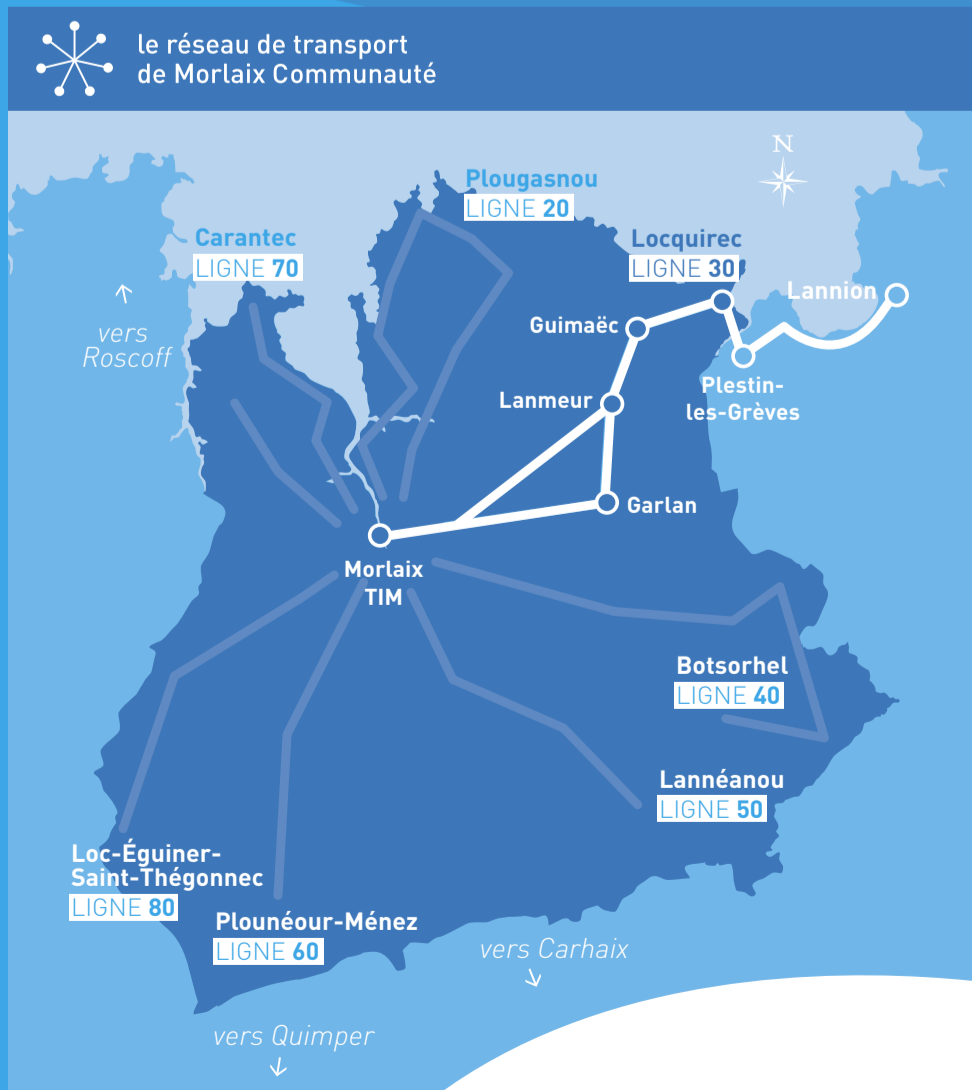 le réseau de transport
de Morlaix Communauté
N
Plougasnou
LIGNE 20
Carantec
LIGNE 70
Locquirec
LIGNE 30
Lannion
vers
Roscoff
Guimaëc
Plestin-
les-Grèves
Lanmeur
Garlan
Morlaix
TIM
Botsorhel
LIGNE 40
Lannéanou
LIGNE 50
Loc-Éguiner-
Saint-Thégonnec
LIGNE 80
Plounéour-Ménez
LIGNE 60
vers Carhaix
vers Quimper